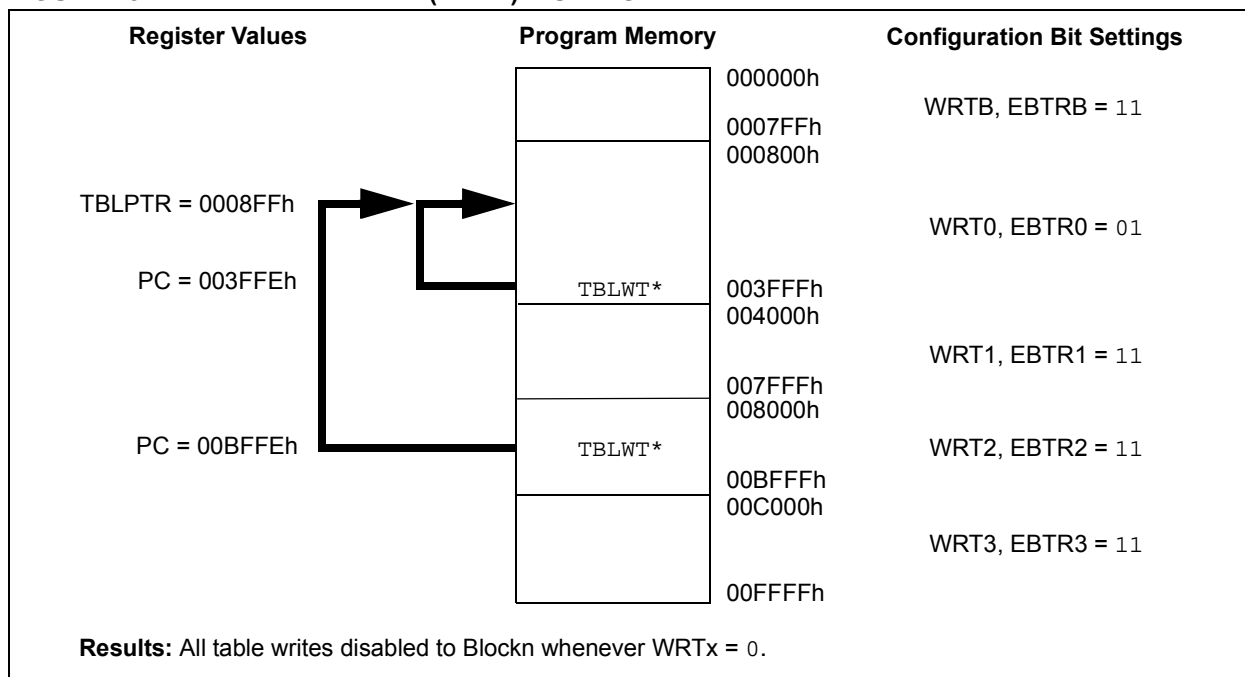 Register Values Program Memory Configuration Bit Settings
000000h
WRTB, EBTRB = 11
0007FFh
000800h
TBLPTR = 0008FFh
WRT0, EBTR0 = 01
PC = 003FFEh
TBLWT* 003FFFh
004000h
WRT1, EBTR1 = 11
007FFFh
008000h
PC = 00BFFEh TBLWT* WRT2, EBTR2 = 11
00BFFFh
00C000h
WRT3, EBTR3 = 11
00FFFFh
Results: All table writes disabled to Blockn whenever WRTx = 0.